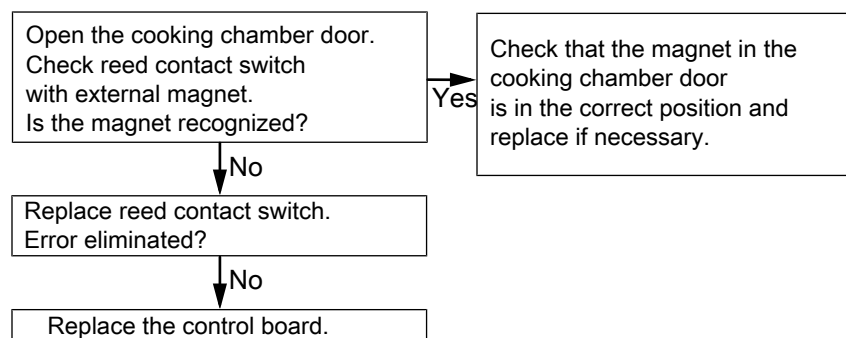 Open the cooking chamber door.
Check reed contact switch
with external magnet.
Is the magnet recognized?
Yes
Check that the magnet in the
cooking chamber door
is in the correct position and
replace if necessary.
No
Replace reed contact switch.
Error eliminated?
No
Replace the control board.